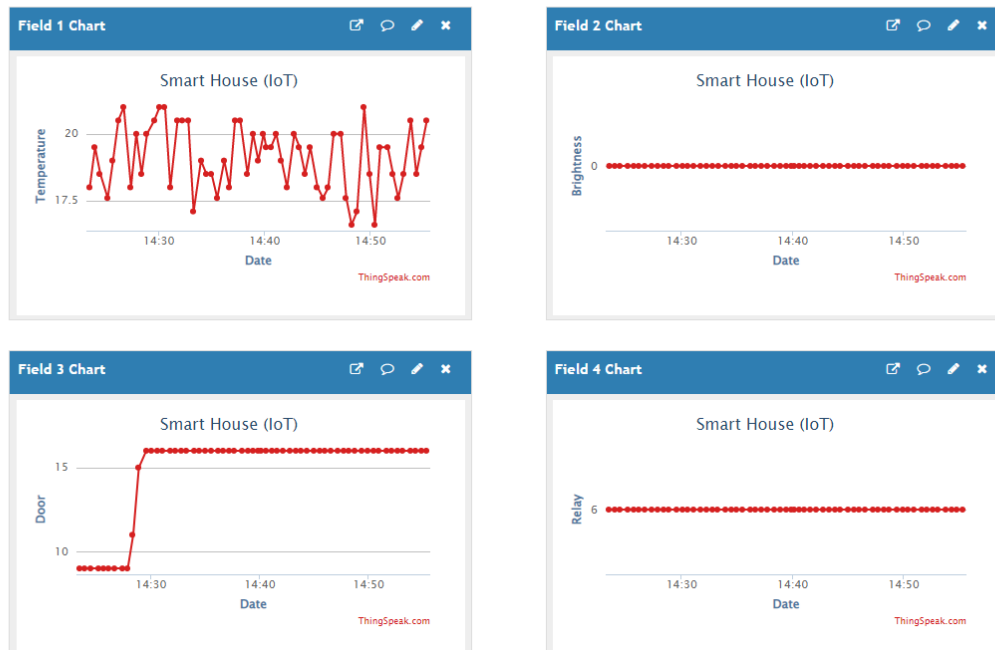 Field 1 Chart
Smart House (IoT)
Temperature
20
17.5
14:30 14:40 14:50
Date
ThingSpeak.com
Field 2 Chart
Smart House (IoT)
Brightness
0
14:30 14:40 14:50
Date
ThingSpeak.com
Field 3 Chart
Smart House (IoT)
Door
15
10
14:30 14:40 14:50
Date
ThingSpeak.com
Field 4 Chart
Smart House (IoT)
Relay
6
14:30 14:40 14:50
Date
ThingSpeak.com